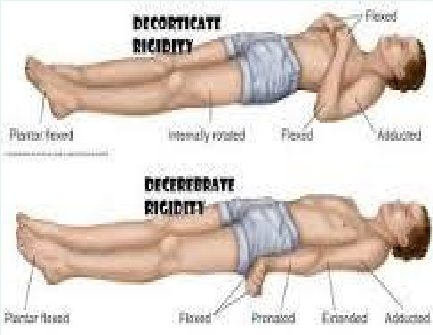 DECORTICATE
RIGIDITY
Flexed
Plantar flexed
Internally rotated
Flexed
Adducted
DECEREBRATE
RIGIDITY
Plantar flexed
Flexed
Pronated
Extended
Adducted